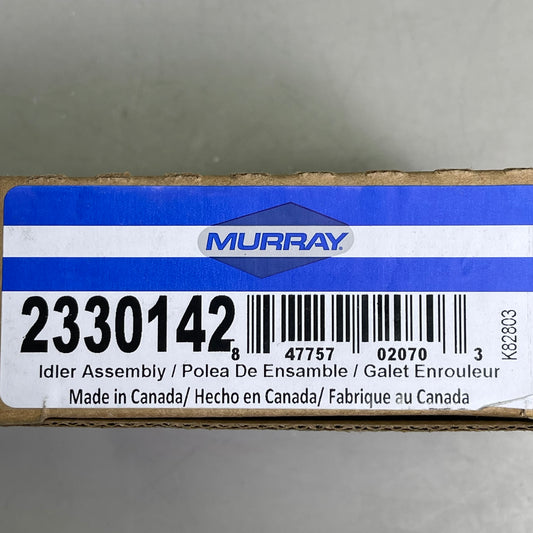 MURRAY
2330142
8 47757 02070 3
K82803
Idler Assembly / Polea De Ensamble / Galet Enrouleur
Made in Canada/ Hecho en Canada/ Fabrique au Canada